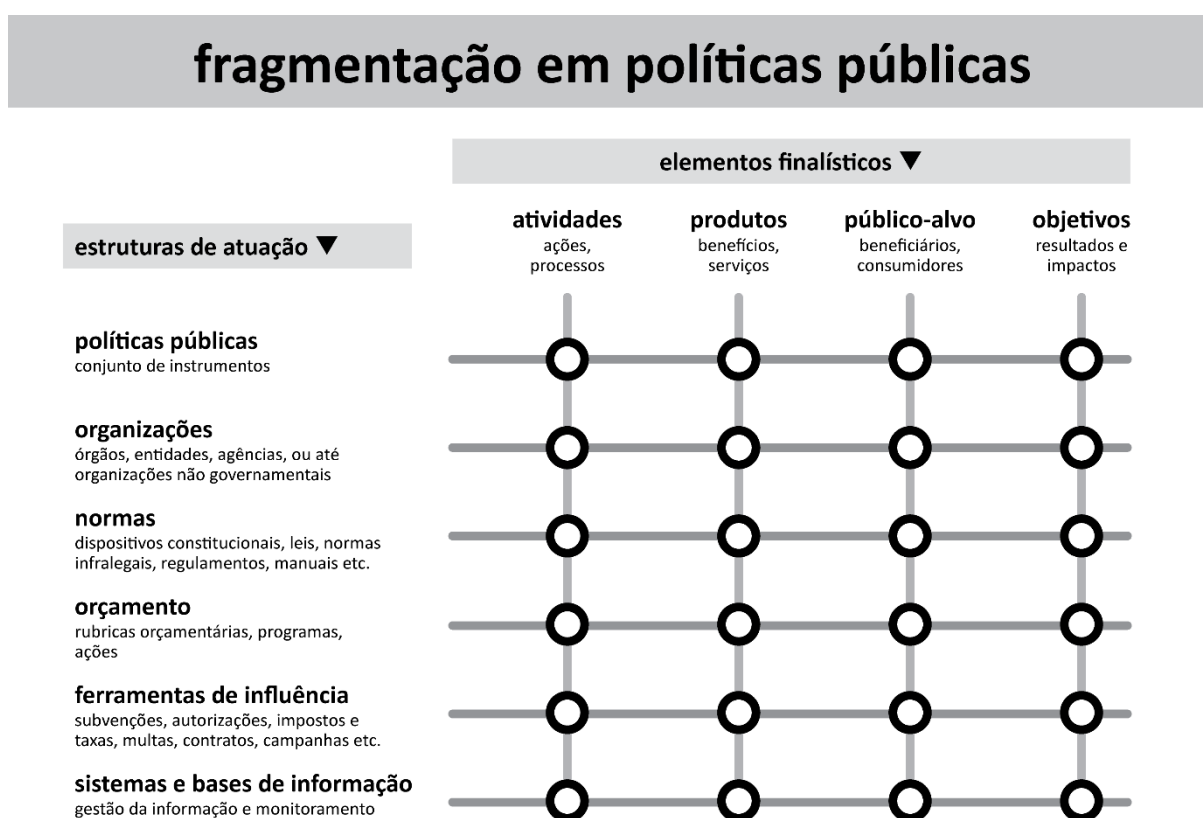 fragmentação em políticas públicas
elementos finalísticos ▼
estruturas de atuação ▼
atividades
ações,
processos
produtos
benefícios,
serviços
público-alvo
beneficiários,
consumidores
objetivos
resultados e
impactos
políticas públicas
conjunto de instrumentos
organizações
órgãos, entidades, agências, ou até
organizações não governamentais
normas
dispositivos constitucionais, leis, normas
infralegais, regulamentos, manuais etc.
orçamento
rubricas orçamentárias, programas,
ações
ferramentas de influência
subvenções, autorizações, impostos e
taxas, multas, contratos, campanhas etc.
sistemas e bases de informação
gestão da informação e monitoramento